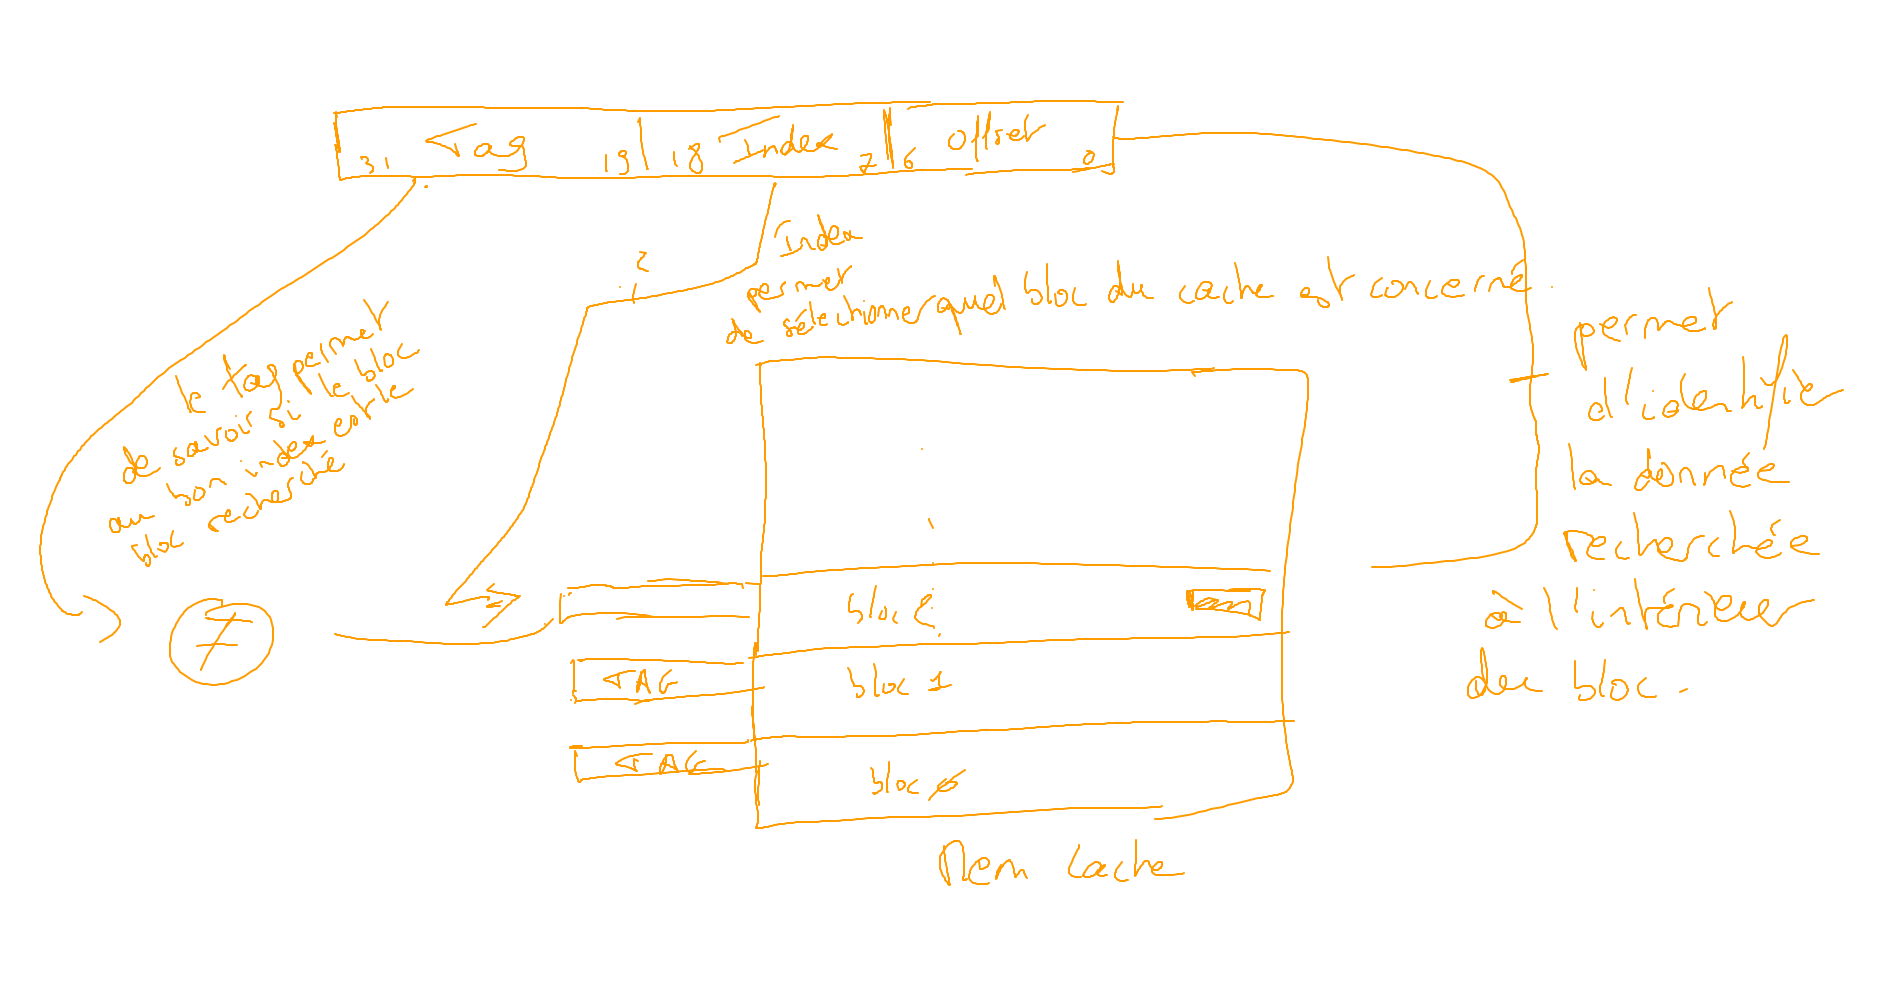 31 Tag 19 18 Index 7 6 Offset 0
2
Index
permet
de sélectionner quel bloc du cache est concerné.
le tag permet
de savoir si le bloc
au bon index est le
bloc recherché
permet
d'identifier
la donnée
recherchée
à l'intérieur
du bloc.
≠
bloc 2
TAG bloc 1
TAG bloc 0
Mem Cache